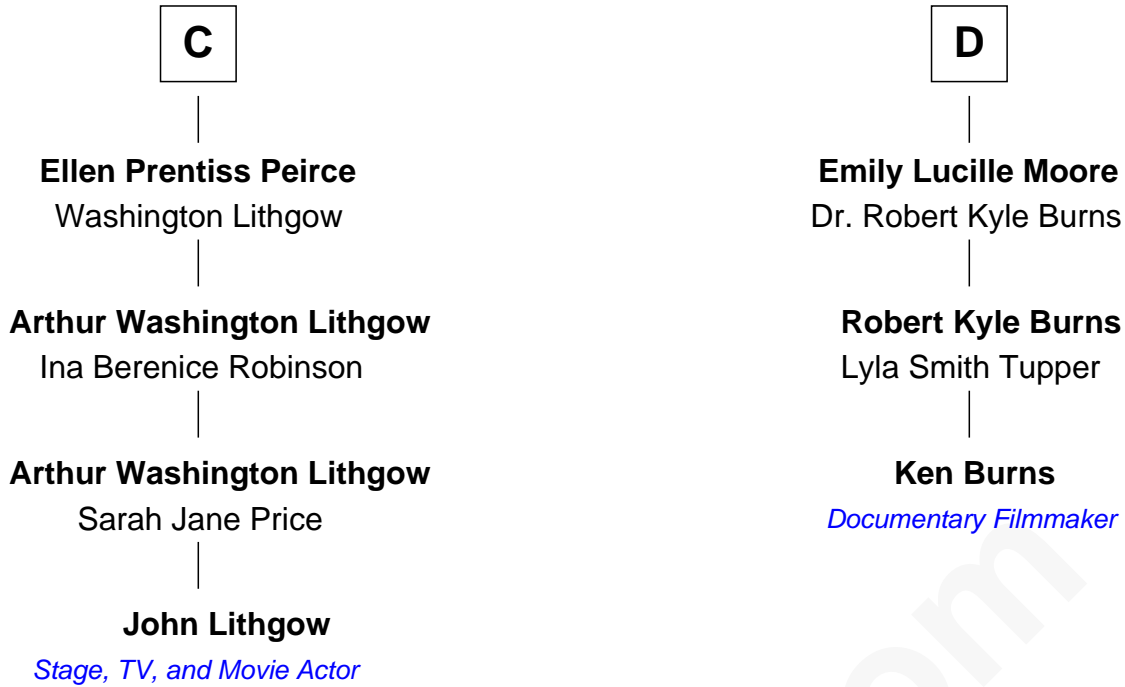 C
Ellen Prentiss Peirce
Washington Lithgow
Arthur Washington Lithgow
Ina Berenice Robinson
Arthur Washington Lithgow
Sarah Jane Price
John Lithgow
Stage, TV, and Movie Actor
D
Emily Lucille Moore
Dr. Robert Kyle Burns
Robert Kyle Burns
Lyla Smith Tupper
Ken Burns
Documentary Filmmaker
om